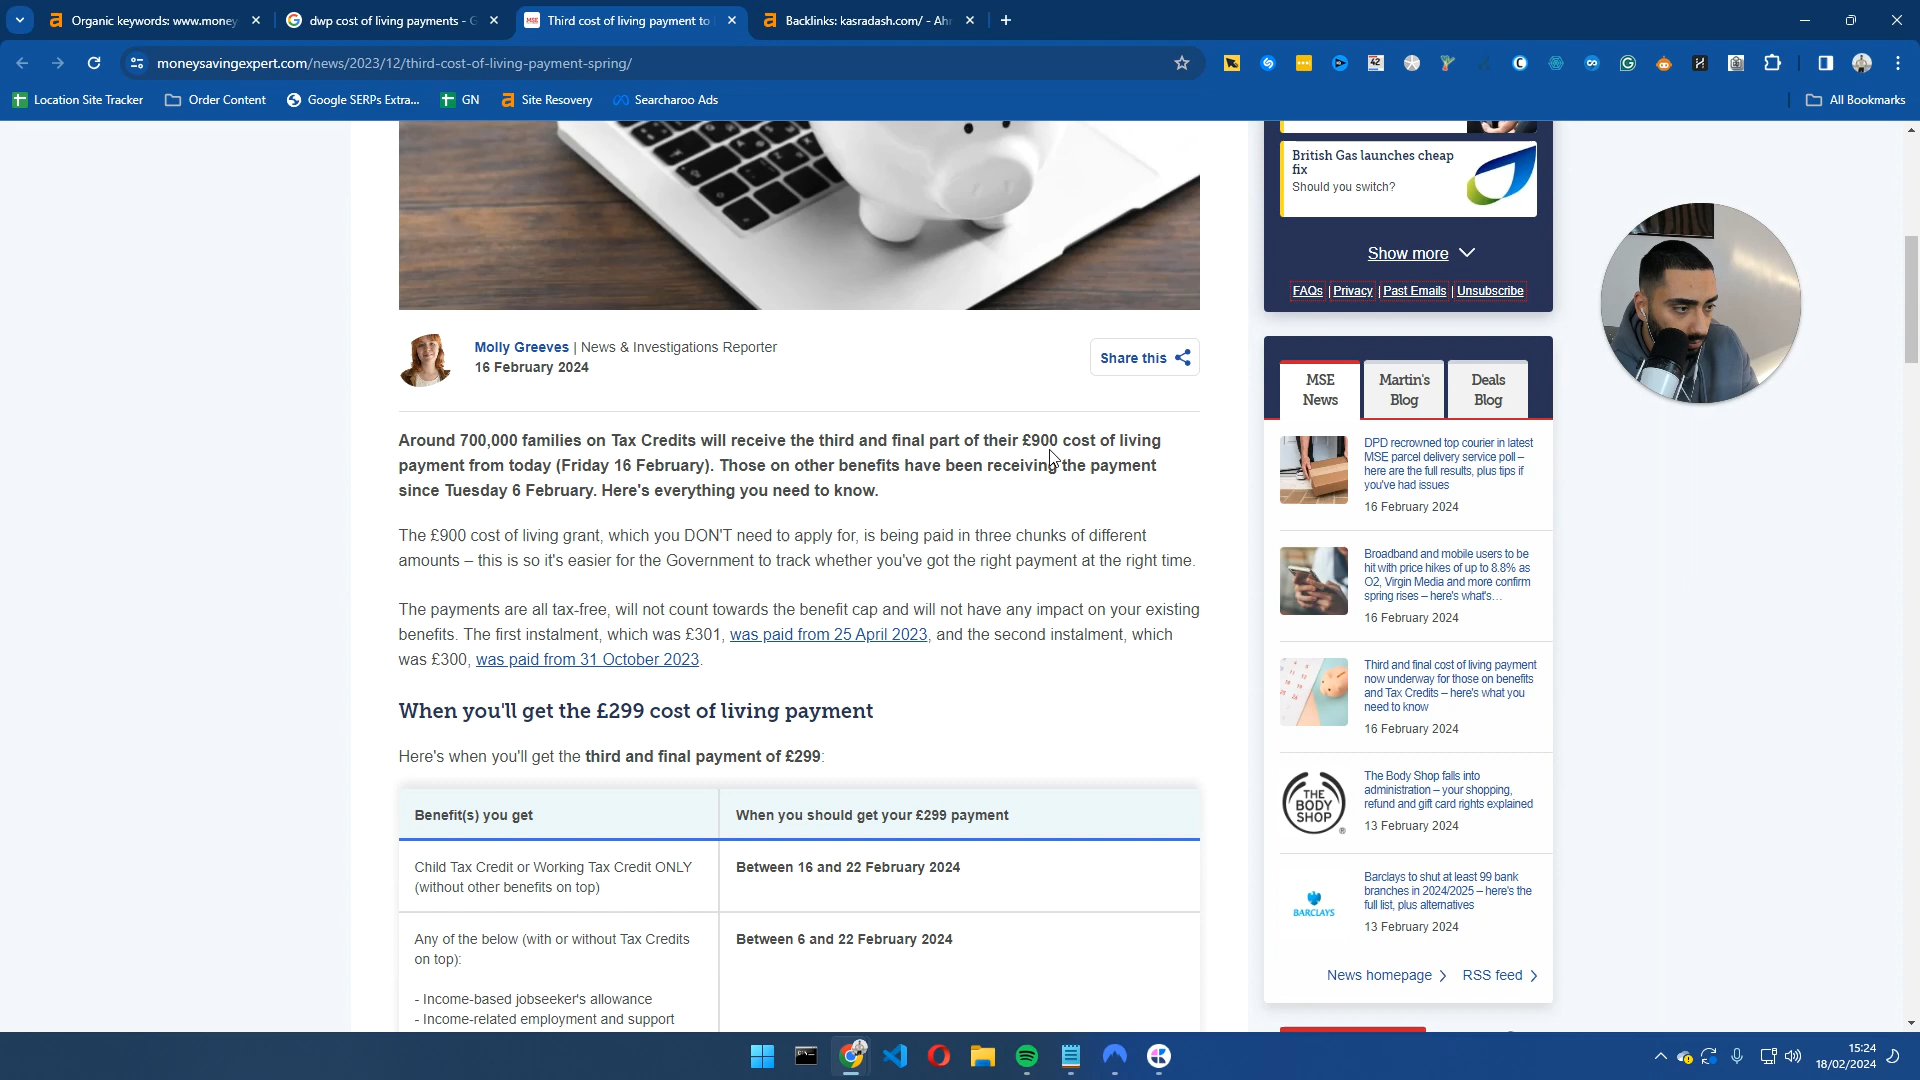 Organic keywords: www.money
dwp cost of living payments - G
Third cost of living payment to
Backlinks: kasradash.com/ - Ah
moneysavingexpert.com/news/2023/12/third-cost-of-living-payment-spring/
Location Site Tracker
Order Content
Google SERPs Extra...
GN
Site Recovery
Searcharoo Ads
All Bookmarks
British Gas launches cheap
fix
Should you switch?
Show more
FAQs | Privacy | Past Emails | Unsubscribe
Molly Greeves | News & Investigations Reporter
16 February 2024
Share this
Around 700,000 families on Tax Credits will receive the third and final part of their £900 cost of living
payment from today (Friday 16 February). Those on other benefits have been receiving the payment
since Tuesday 6 February. Here's everything you need to know.
The £900 cost of living grant, which you DON'T need to apply for, is being paid in three chunks of different
amounts – this is so it's easier for the Government to track whether you've got the right payment at the right time.
The payments are all tax-free, will not count towards the benefit cap and will not have any impact on your existing
benefits. The first instalment, which was £301, was paid from 25 April 2023, and the second instalment, which
was £300, was paid from 31 October 2023.
When you'll get the £299 cost of living payment
Here's when you'll get the third and final payment of £299:
Benefit(s) you get
When you should get your £299 payment
Child Tax Credit or Working Tax Credit ONLY
(without other benefits on top)
Between 16 and 22 February 2024
Any of the below (with or without Tax Credits
on top):
Between 6 and 22 February 2024
- Income-based jobseeker's allowance
- Income-related employment and support
MSE
News
Martin's
Blog
Deals
Blog
DPD recrowned top courier in latest
MSE parcel delivery service poll –
here are the full results, plus tips if
you've had issues
16 February 2024
Broadband and mobile users to be
hit with price hikes of up to 8.8% as
O2, Virgin Media and more confirm
spring rises – here's what's...
16 February 2024
Third and final cost of living payment
now underway for those on benefits
and Tax Credits – here's what you
need to know
16 February 2024
THE
BODY
SHOP
The Body Shop falls into
administration – your shopping,
refund and gift card rights explained
13 February 2024
BARCLAYS
Barclays to shut at least 99 bank
branches in 2024/2025 – here's the
full list, plus alternatives
13 February 2024
News homepage
RSS feed
15:24
18/02/2024